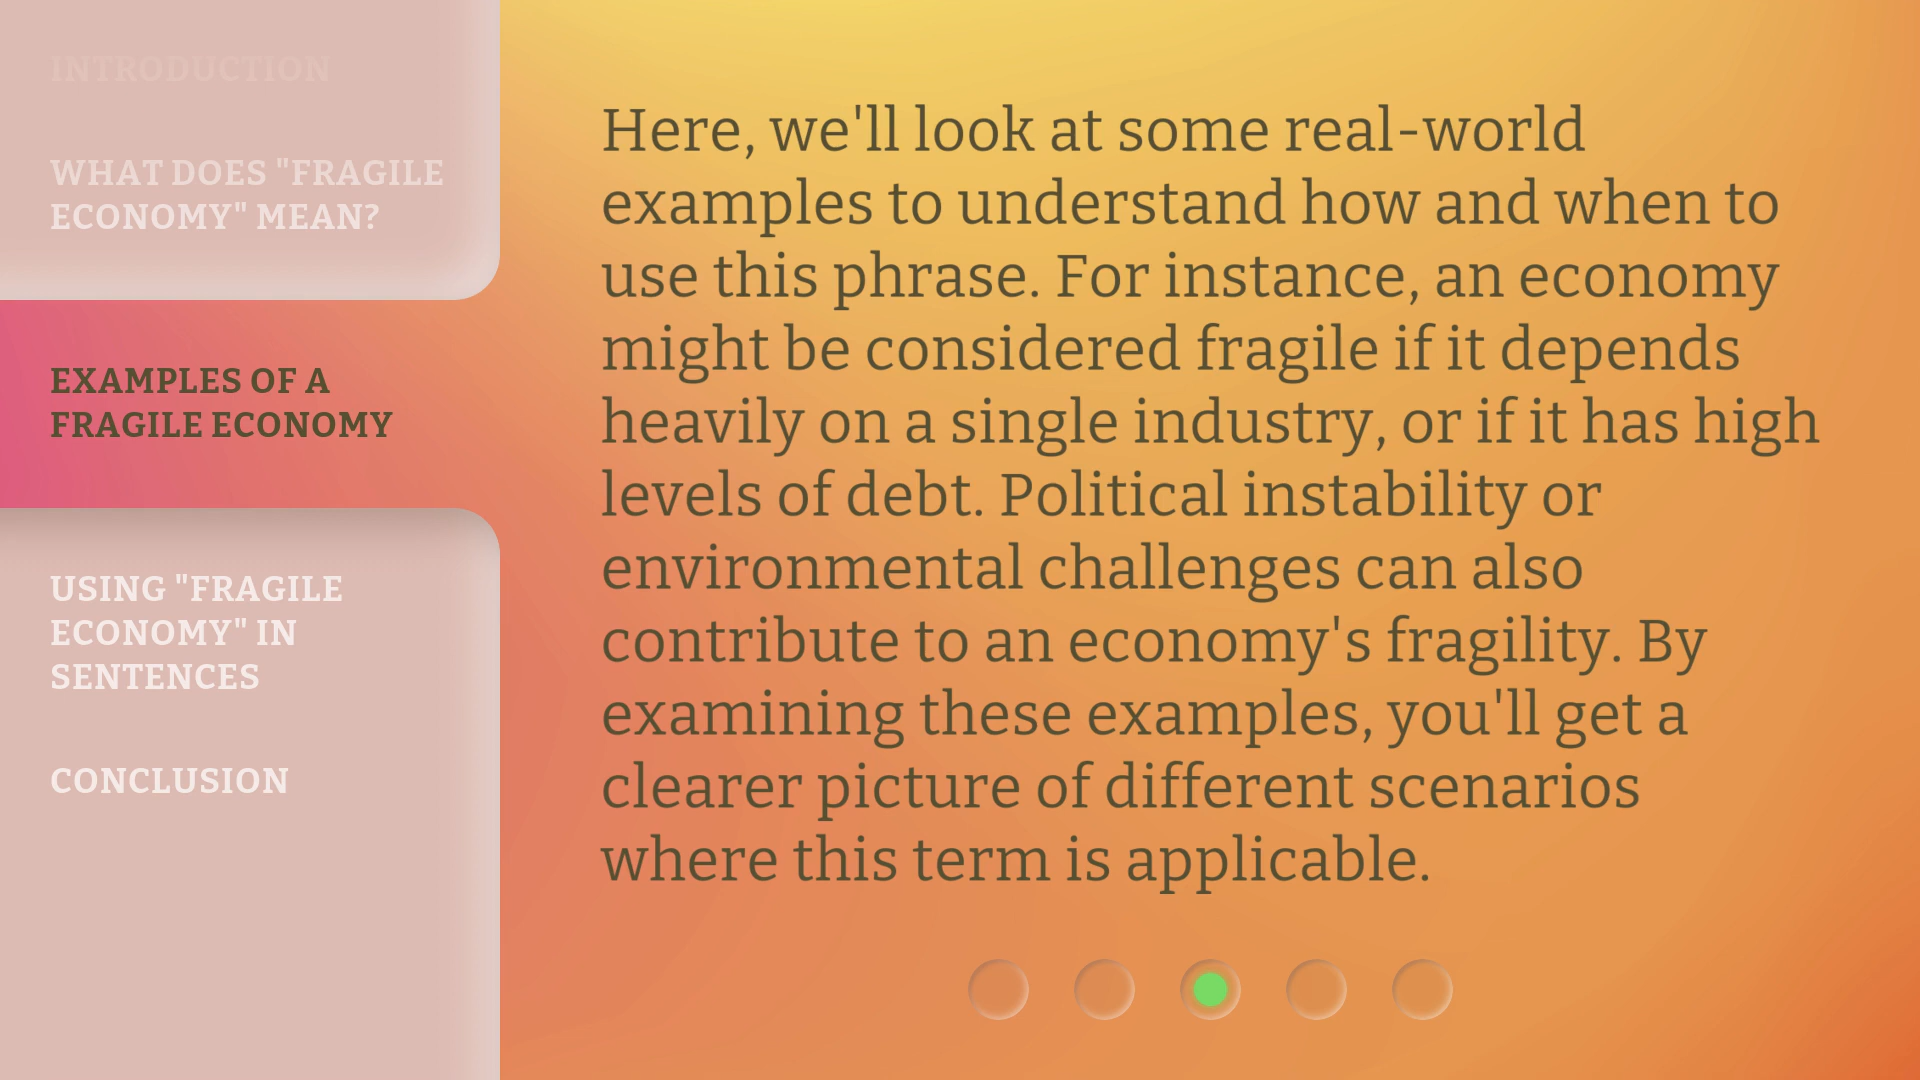 INTRODUCTION
WHAT DOES "FRAGILE
ECONOMY" MEAN?
EXAMPLES OF A
FRAGILE ECONOMY
USING "FRAGILE
ECONOMY" IN
SENTENCES
CONCLUSION
Here, we'll look at some real-world
examples to understand how and when to
use this phrase. For instance, an economy
might be considered fragile if it depends
heavily on a single industry, or if it has high
levels of debt. Political instability or
environmental challenges can also
contribute to an economy's fragility. By
examining these examples, you'll get a
clearer picture of different scenarios
where this term is applicable.